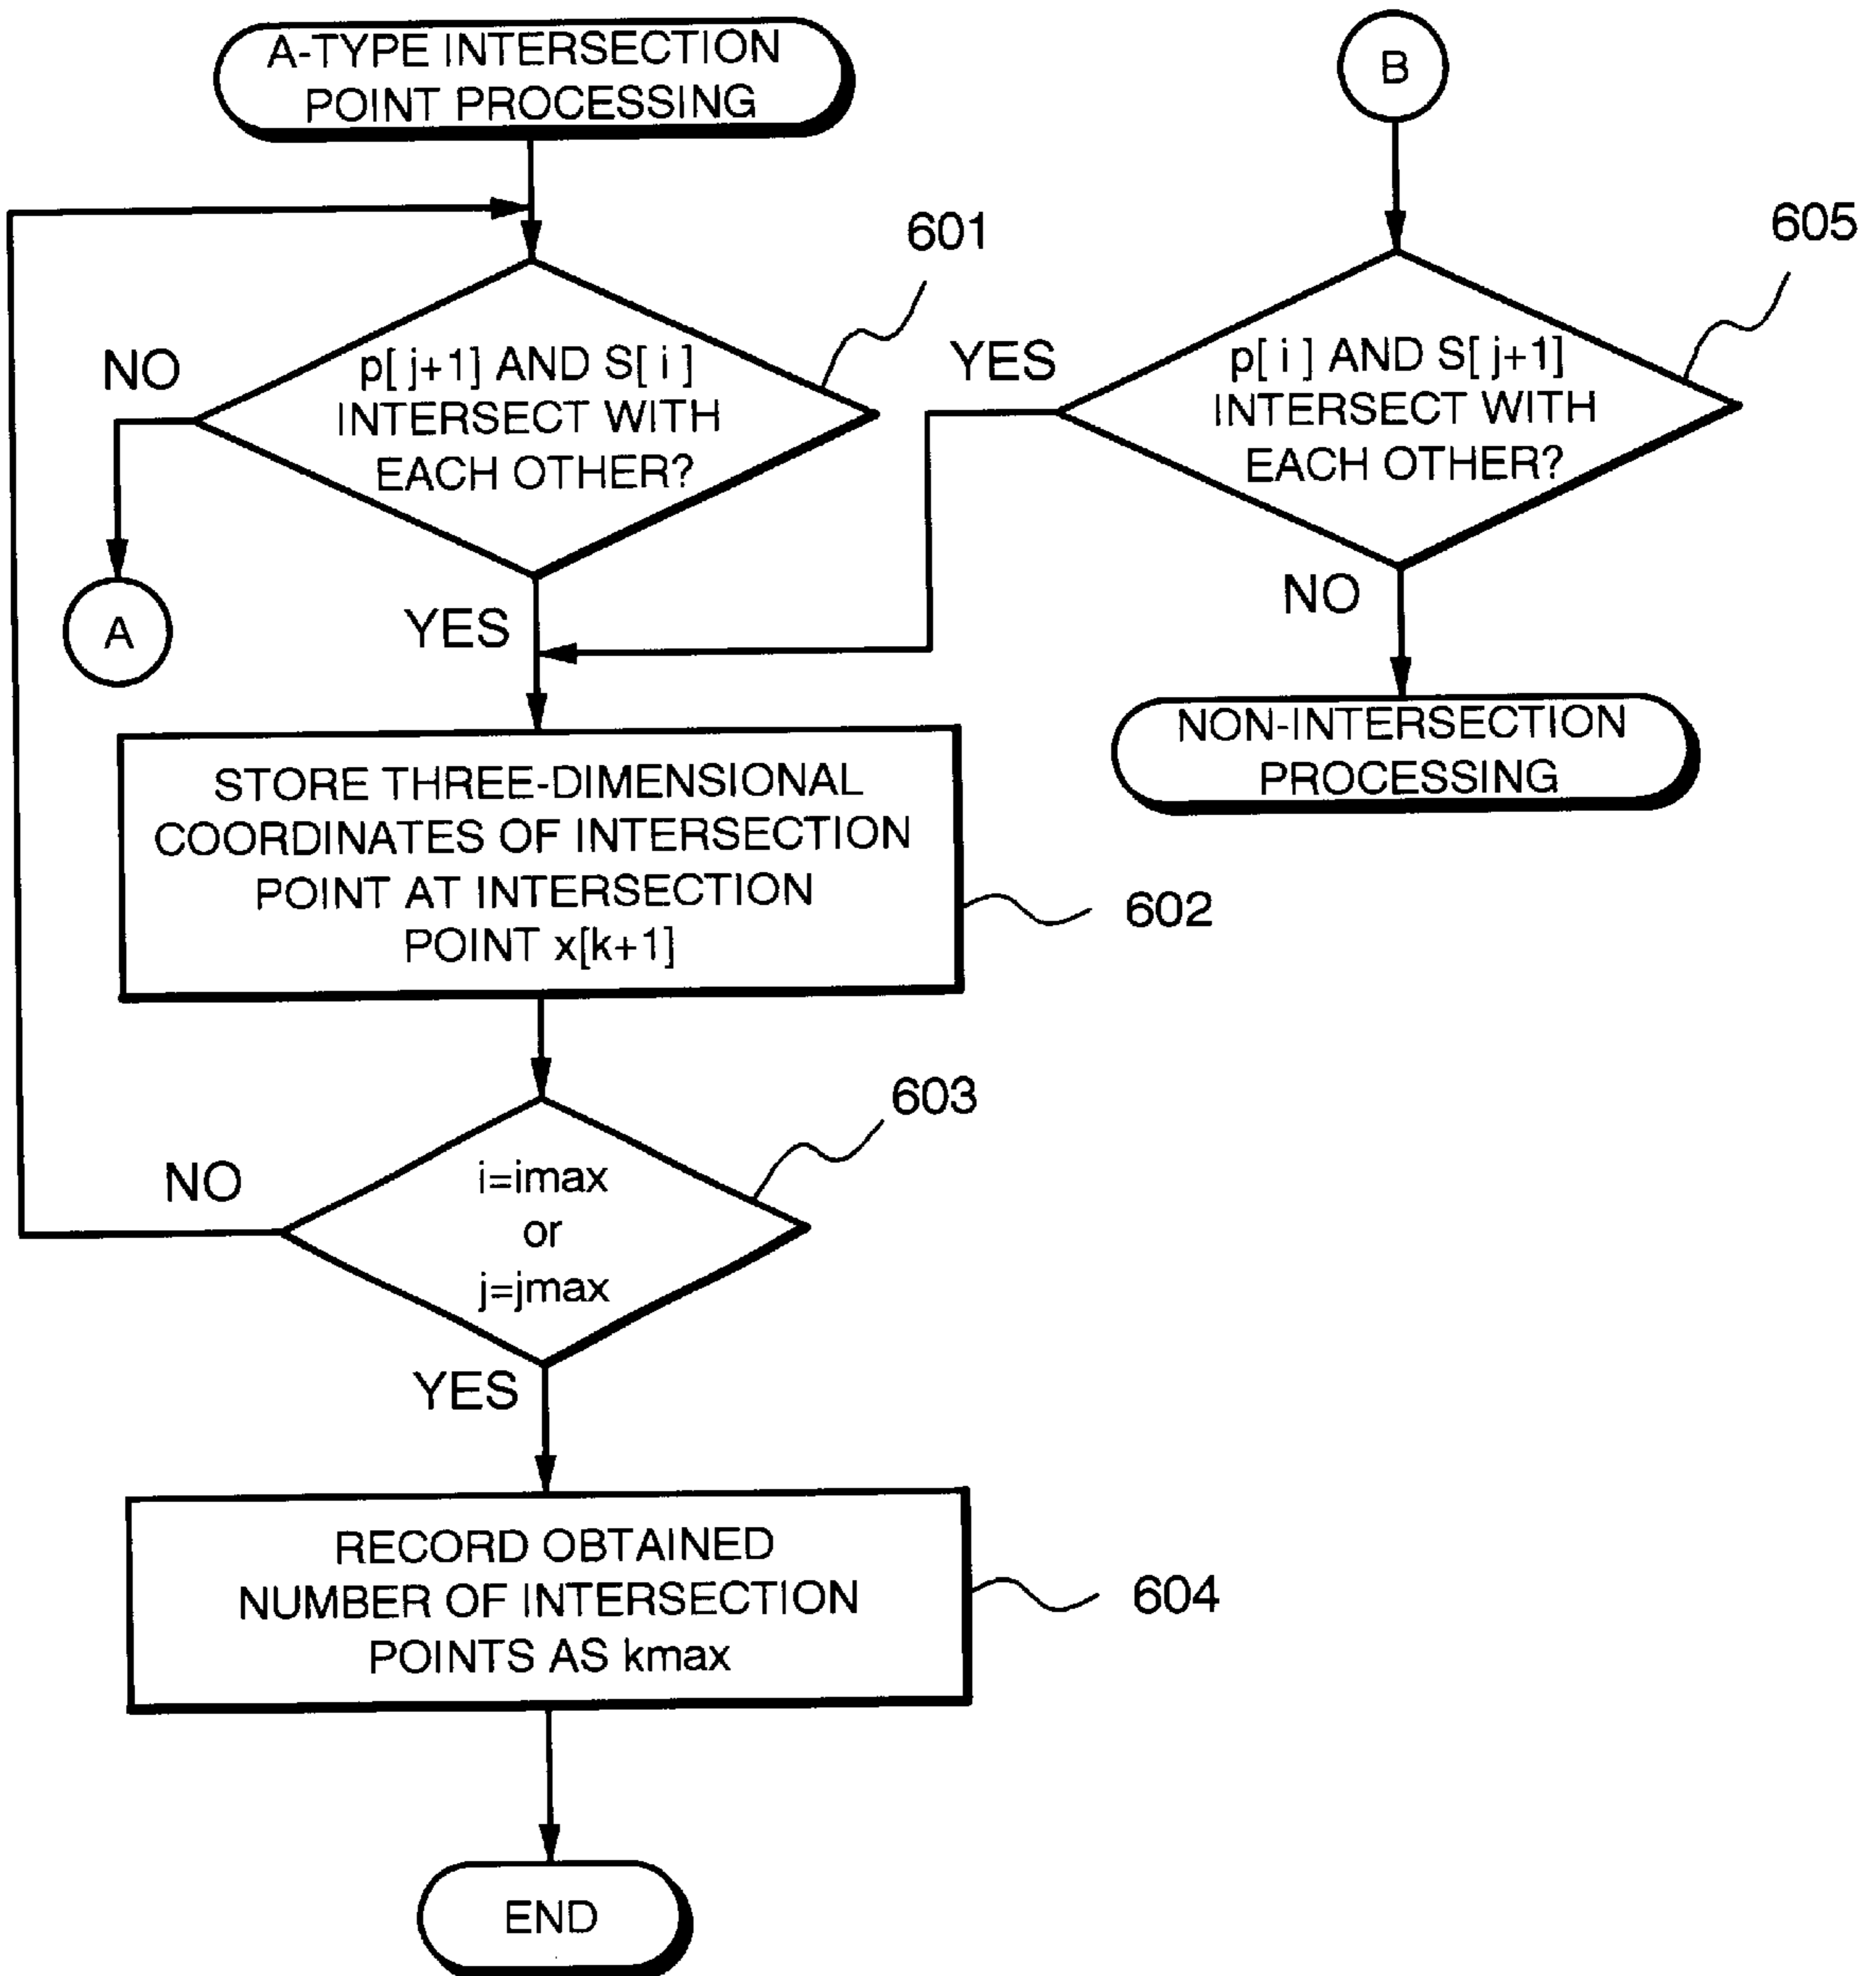 A-TYPE INTERSECTION
POINT PROCESSING
601
NO
p[ j+1] AND S[ i ]
INTERSECT WITH
EACH OTHER?
A
YES
STORE THREE-DIMENSIONAL
COORDINATES OF INTERSECTION
POINT AT INTERSECTION
POINT x[k+1]
602
603
NO
i=imax
or
j=jmax
YES
RECORD OBTAINED
NUMBER OF INTERSECTION
POINTS AS kmax
604
END
B
605
YES
p[ i ] AND S[ j+1]
INTERSECT WITH
EACH OTHER?
NO
NON-INTERSECTION
PROCESSING